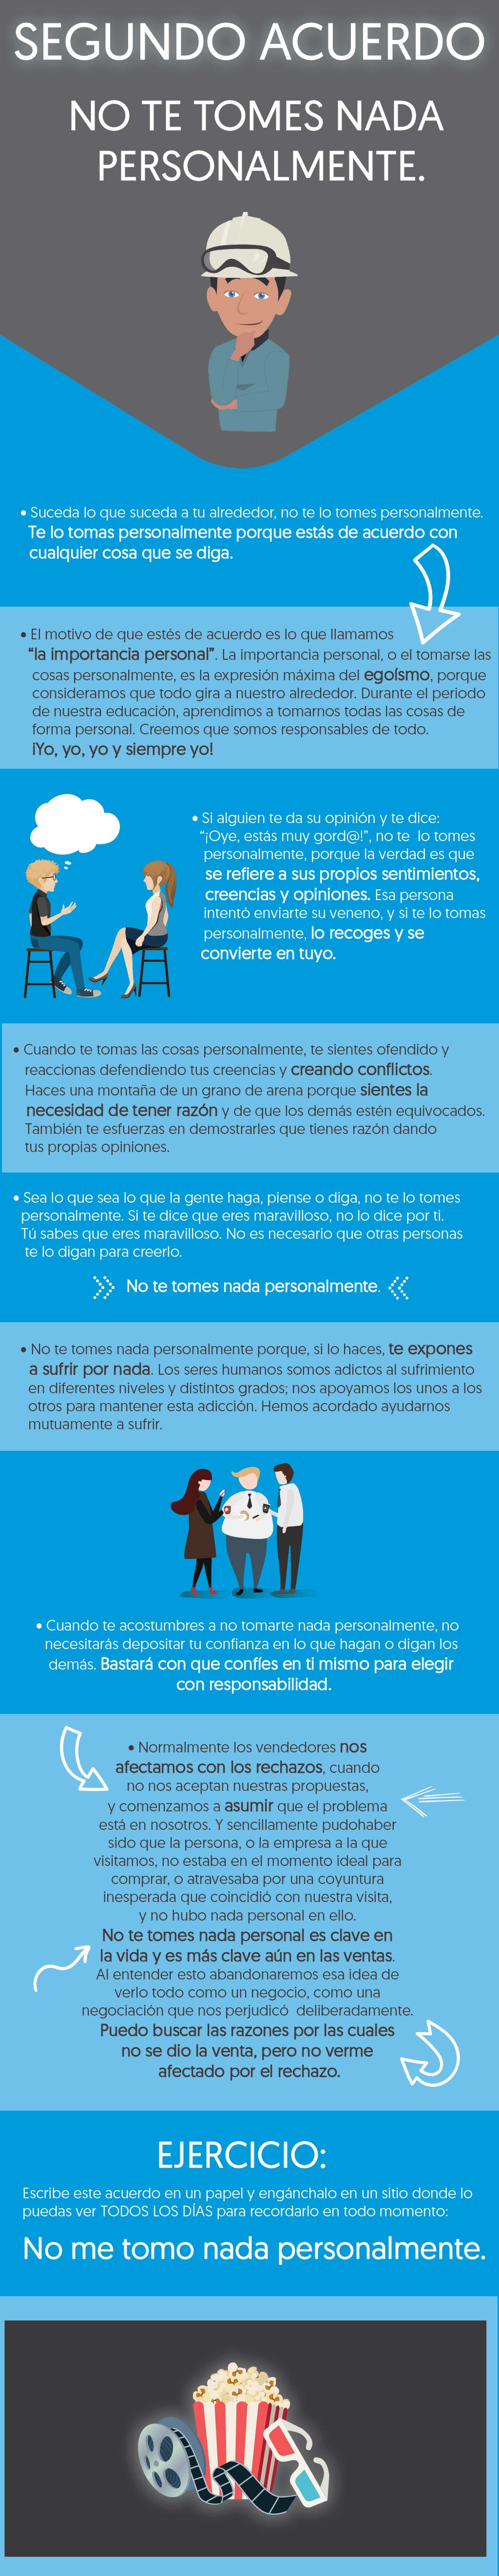 SEGUNDO ACUERDO
NO TE TOMES NADA
PERSONALMENTE.
• Suceda lo que suceda a tu alrededor, no te lo tomes personalmente.
Te lo tomas personalmente porque estás de acuerdo con
cualquier cosa que se diga.
• El motivo de que estés de acuerdo es lo que llamamos
“la importancia personal”. La importancia personal, o el tomarse las
cosas personalmente, es la expresión máxima del egoísmo, porque
consideramos que todo gira a nuestro alrededor. Durante el periodo
de nuestra educación, aprendimos a tomarnos todas las cosas de
forma personal. Creemos que somos responsables de todo.
¡Yo, yo, yo y siempre yo!
• Si alguien te da su opinión y te dice:
“¡Oye, estás muy gord@!”, no te lo tomes
personalmente, porque la verdad es que
se refiere a sus propios sentimientos,
creencias y opiniones. Esa persona
intentó enviarte su veneno, y si te lo tomas
personalmente, lo recoges y se
convierte en tuyo.
• Cuando te tomas las cosas personalmente, te sientes ofendido y
reaccionas defendiendo tus creencias y creando conflictos.
Haces una montaña de un grano de arena porque sientes la
necesidad de tener razón y de que los demás estén equivocados.
También te esfuerzas en demostrarles que tienes razón dando
tus propias opiniones.
• Sea lo que sea lo que la gente haga, piense o diga, no te lo tomes
personalmente. Si te dice que eres maravilloso, no lo dice por ti.
Tú sabes que eres maravilloso. No es necesario que otras personas
te lo digan para creerlo.
No te tomes nada personalmente.
• No te tomes nada personalmente porque, si lo haces, te expones
a sufrir por nada. Los seres humanos somos adictos al sufrimiento
en diferentes niveles y distintos grados; nos apoyamos los unos a los
otros para mantener esta adicción. Hemos acordado ayudarnos
mutuamente a sufrir.
• Cuando te acostumbres a no tomarte nada personalmente, no
necesitarás depositar tu confianza en lo que hagan o digan los
demás. Bastará con que confíes en ti mismo para elegir
con responsabilidad.
• Normalmente los vendedores nos
afectamos con los rechazos, cuando
no nos aceptan nuestras propuestas,
y comenzamos a asumir que el problema
está en nosotros. Y sencillamente pudohaber
sido que la persona, o la empresa a la que
visitamos, no estaba en el momento ideal para
comprar, o atravesaba por una coyuntura
inesperada que coincidió con nuestra visita,
y no hubo nada personal en ello.
No te tomes nada personal es clave en
la vida y es más clave aún en las ventas.
Al entender esto abandonaremos esa idea de
verlo todo como un negocio, como una
negociación que nos perjudicó deliberadamente.
Puedo buscar las razones por las cuales
no se dio la venta, pero no verme
afectado por el rechazo.
EJERCICIO:
Escribe este acuerdo en un papel y engánchalo en un sitio donde lo
puedas ver TODOS LOS DÍAS para recordarlo en todo momento:
No me tomo nada personalmente.